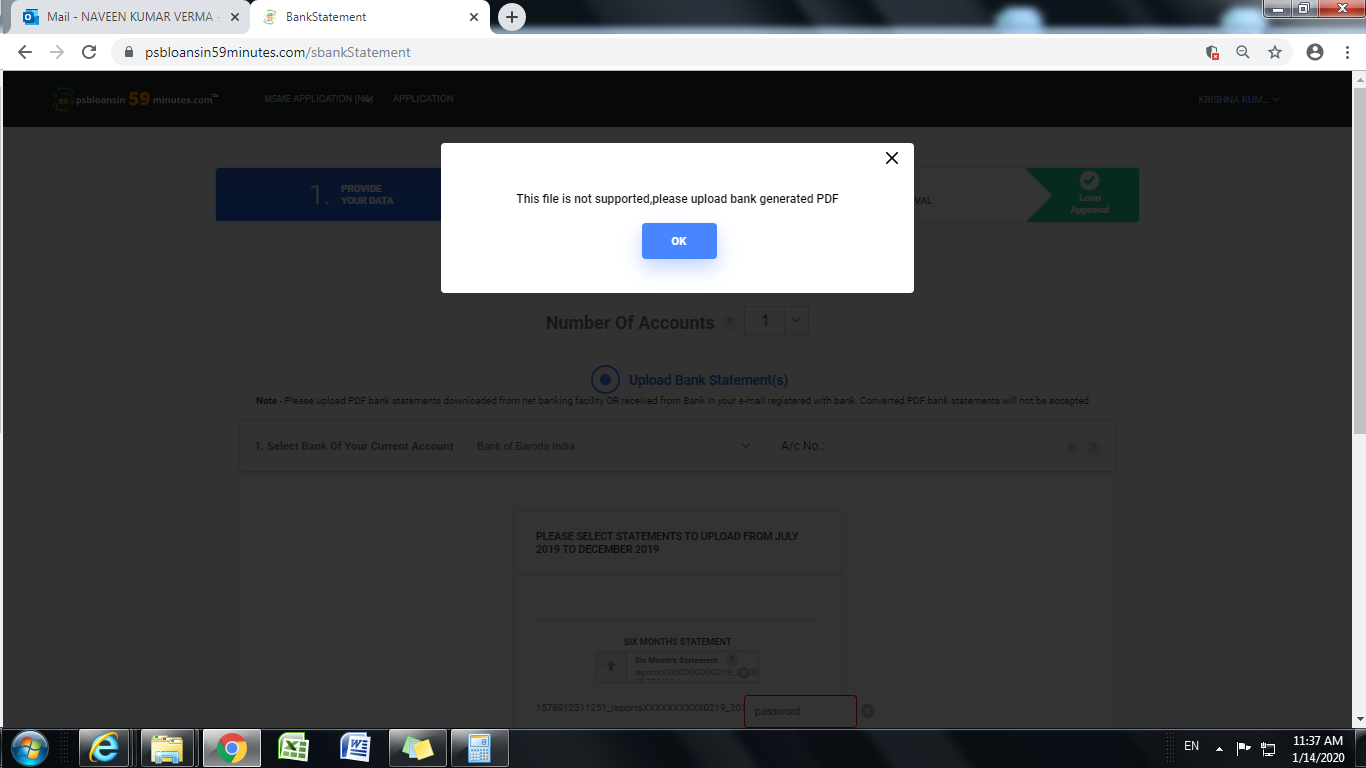 Mail - NAVEEN KUMAR VERMA -
BankStatement
psbloansin59minutes.com/sbankStatement
psbloansin 59 minutes.com™
MSME APPLICATION (NA)
APPLICATION
KRISHNA KUM...
This file is not supported,please upload bank generated PDF
OK
1.
PROVIDE
YOUR DATA
Loan
Approval
Number Of Accounts ? 1
Upload Bank Statement(s)
Note - Please upload PDF bank statements downloaded from net banking facility OR received from Bank in your e-mail registered with bank. Converted PDF bank statements will not be accepted.
1. Select Bank Of Your Current Account
Bank of Baroda India
A/c No.:
X ?
PLEASE SELECT STATEMENTS TO UPLOAD FROM JULY
2019 TO DECEMBER 2019
SIX MONTHS STATEMENT
Six Month's Statement ?
1578912511251_reportsXXXXXXXXXX0219_201
password
EN
11:37 AM
1/14/2020